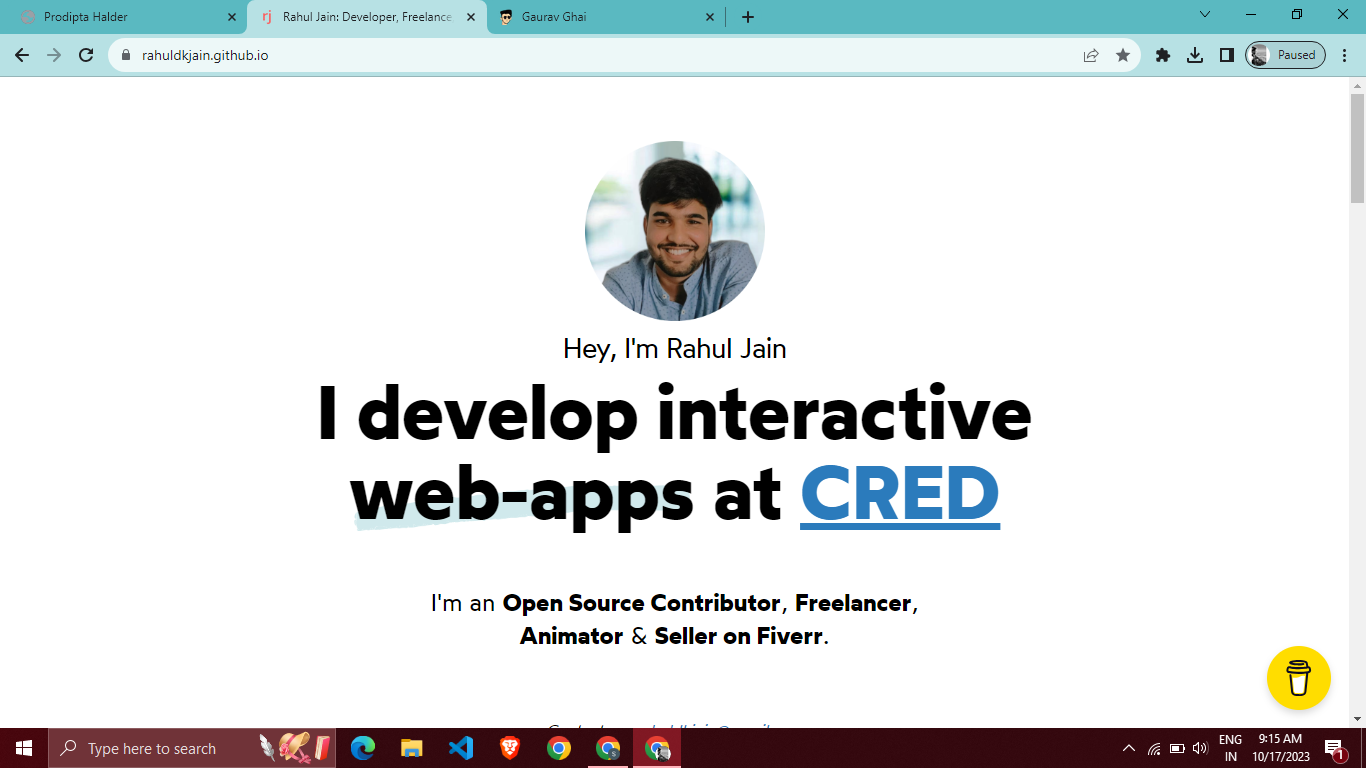 Prodipta Halder
Rahul Jain: Developer, Freelance
Gaurav Ghai
rahuldkjain.github.io
Paused
Hey, I'm Rahul Jain
I develop interactive
web-apps at CRED
I'm an Open Source Contributor, Freelancer,
Animator & Seller on Fiverr.
Type here to search
ENG
IN
9:15 AM
10/17/2023
1